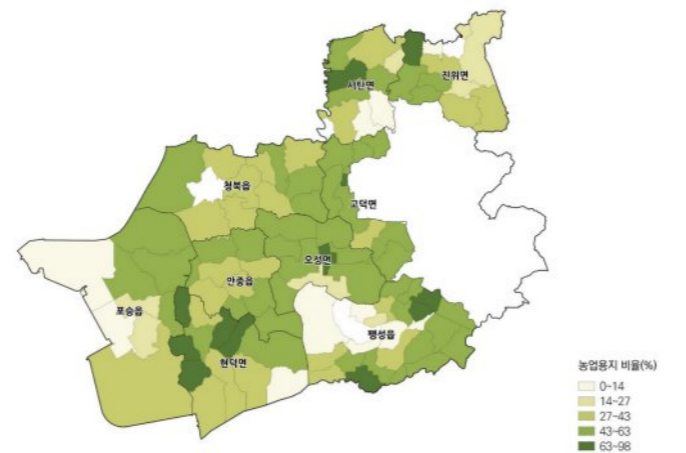 서탄면
진위면
청북읍
고덕면
오성면
안중읍
포승읍
팽성읍
현덕면
농업용지 비율(%)
0~14
14~27
27~43
43~63
63~98